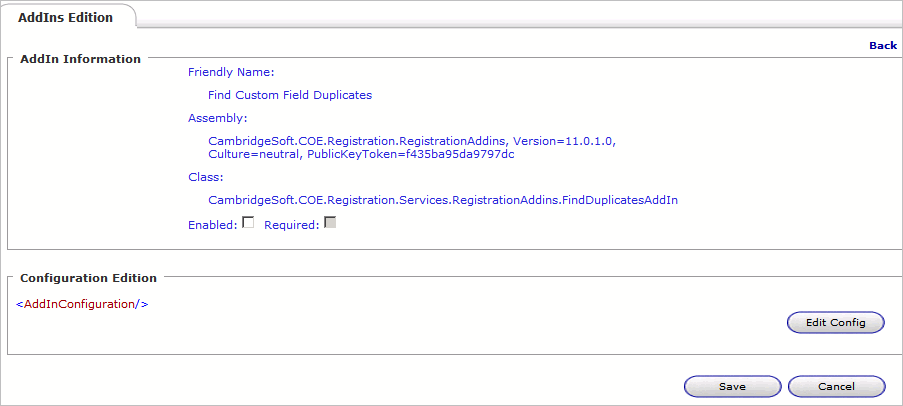 AddIns Edition
Back
AddIn Information
Friendly Name:
Find Custom Field Duplicates
Assembly:
CambridgeSoft.COE.Registration.RegistrationAddins, Version=11.0.1.0,
Culture=neutral, PublicKeyToken=f435ba95da9797dc
Class:
CambridgeSoft.COE.Registration.Services.RegistrationAddins.FindDuplicatesAddIn
Enabled: Required:
Configuration Edition
<AddInConfiguration/>
Edit Config
Save Cancel